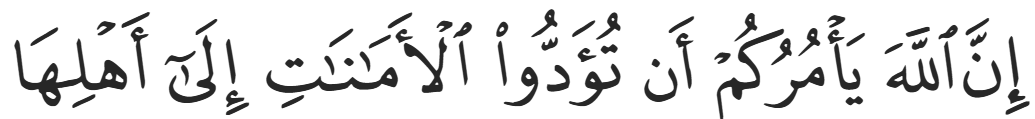 إِنَّ ٱللَّهَ يَأۡمُرُكُمۡ أَن تُؤَدُّواْ ٱلۡأَمَٰنَٰتِ إِلَىٰٓ أَهۡلِهَا